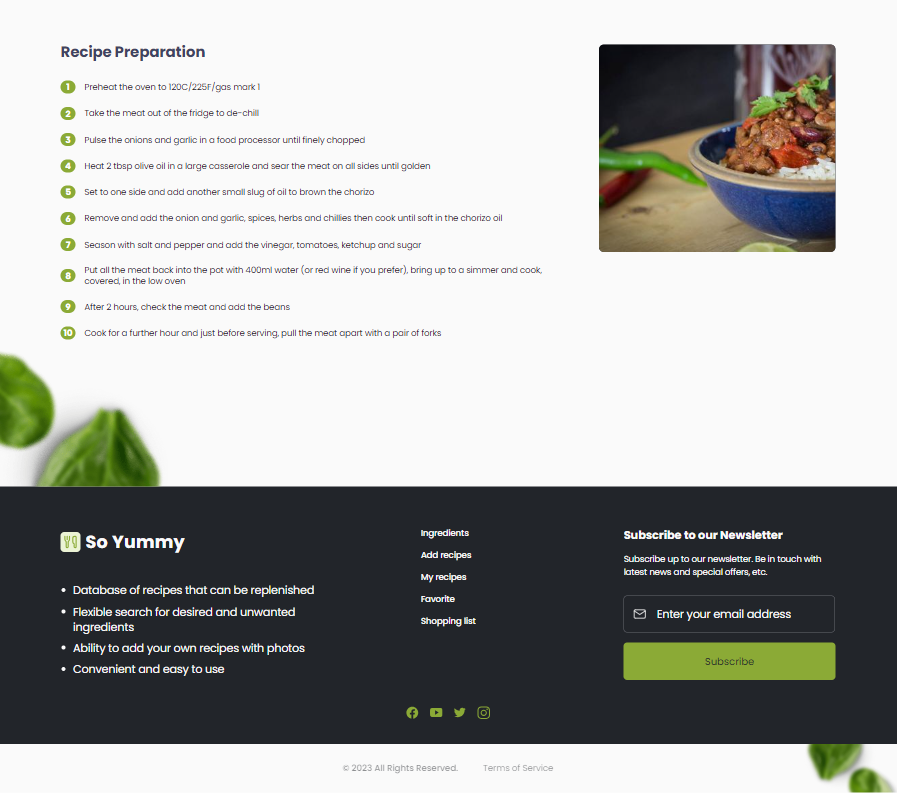 Recipe Preparation
1 Preheat the oven to 120C/225F/gas mark 1
2 Take the meat out of the fridge to de-chill
3 Pulse the onions and garlic in a food processor until finely chopped
4 Heat 2 tbsp olive oil in a large casserole and sear the meat on all sides until golden
5 Set to one side and add another small slug of oil to brown the chorizo
6 Remove and add the onion and garlic, spices, herbs and chillies then cook until soft in the chorizo oil
7 Season with salt and pepper and add the vinegar, tomatoes, ketchup and sugar
8 Put all the meat back into the pot with 400ml water (or red wine if you prefer), bring up to a simmer and cook,
covered, in the low oven
9 After 2 hours, check the meat and add the beans
10 Cook for a further hour and just before serving, pull the meat apart with a pair of forks
So Yummy
• Database of recipes that can be replenished
• Flexible search for desired and unwanted
ingredients
• Ability to add your own recipes with photos
• Convenient and easy to use
Ingredients
Add recipes
My recipes
Favorite
Shopping list
Subscribe to our Newsletter
Subscribe up to our newsletter. Be in touch with
latest news and special offers, etc.
Enter your email address
Subscribe
© 2023 All Rights Reserved.
Terms of Service